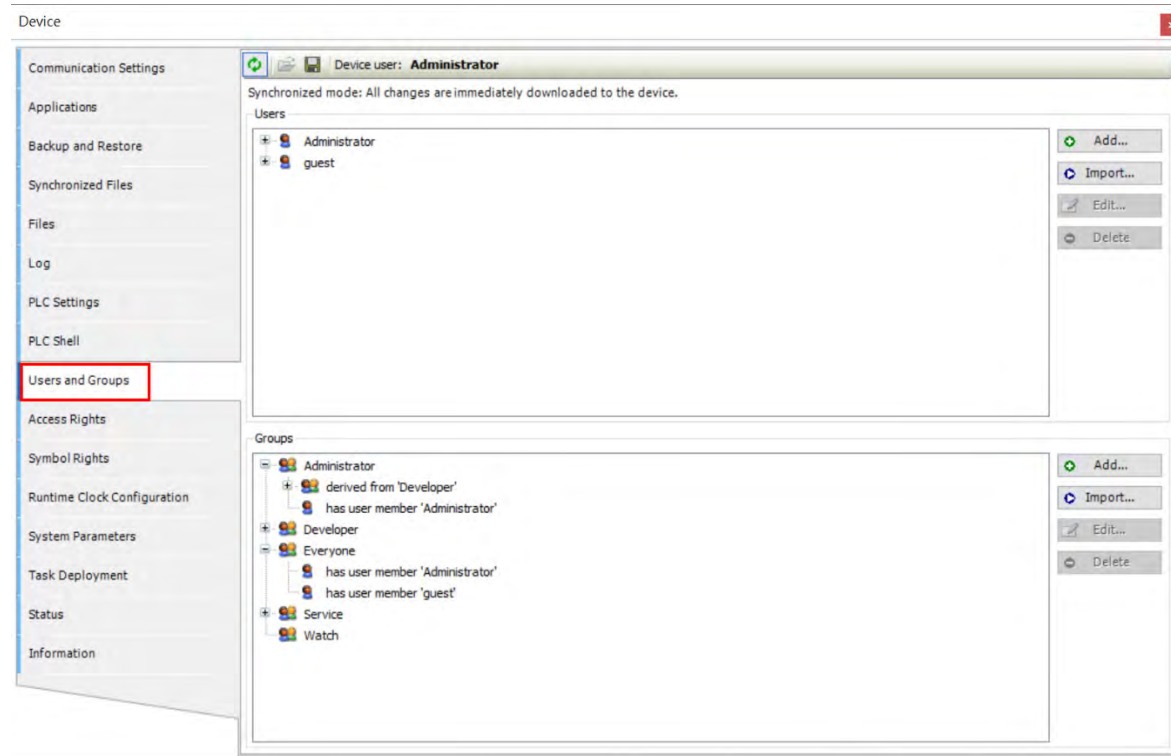 Device
Communication Settings
Applications
Backup and Restore
Synchronized Files
Files
Log
PLC Settings
PLC Shell
Users and Groups
Access Rights
Symbol Rights
Runtime Clock Configuration
System Parameters
Task Deployment
Status
Information
Device user: Administrator
Synchronized mode: All changes are immediately downloaded to the device.
Users
Administrator
guest
Add...
Import...
Edit...
Delete
Groups
Administrator
derived from 'Developer'
has user member 'Administrator'
Developer
Everyone
has user member 'Administrator'
has user member 'guest'
Service
Watch
Add...
Import...
Edit...
Delete